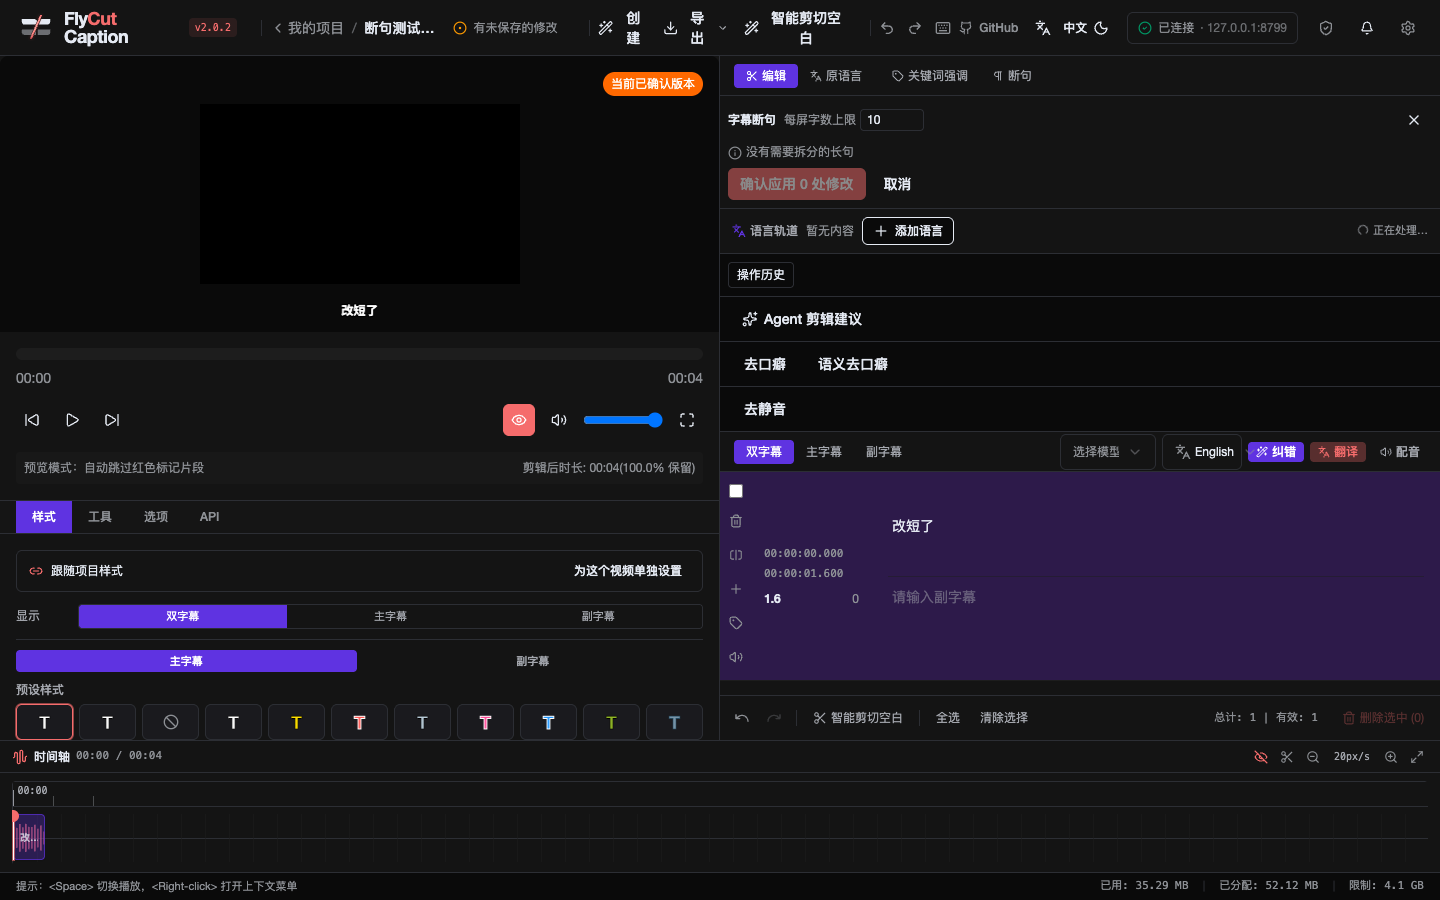 FlyCut
Caption
v2.0.2
我的项目 / 断句测试...
有未保存的修改
创建
导出
智能剪切空白
GitHub
中文
已连接 · 127.0.0.1:8799
当前已确认版本
改短了
00:00
00:04
预览模式：自动跳过红色标记片段
剪辑后时长: 00:04(100.0% 保留)
样式
工具
选项
API
跟随项目样式
为这个视频单独设置
显示
双字幕
主字幕
副字幕
主字幕
副字幕
预设样式
T T T T T T T T T T
编辑
原语言
关键词强调
断句
字幕断句 每屏字数上限 10
没有需要拆分的长句
确认应用 0 处修改
取消
语言轨道 暂无内容
添加语言
正在处理...
操作历史
Agent 剪辑建议
去口癖
语义去口癖
去静音
双字幕
主字幕
副字幕
选择模型
English
纠错
翻译
配音
改短了
00:00:00.000
00:00:01.600
1.6
0
请输入副字幕
智能剪切空白
全选
清除选择
总计: 1 | 有效: 1
删除选中 (0)
时间轴 00:00 / 00:04
20px/s
00:00
改...
提示：<Space> 切换播放，<Right-click> 打开上下文菜单
已用: 35.29 MB
已分配: 52.12 MB
限制: 4.1 GB